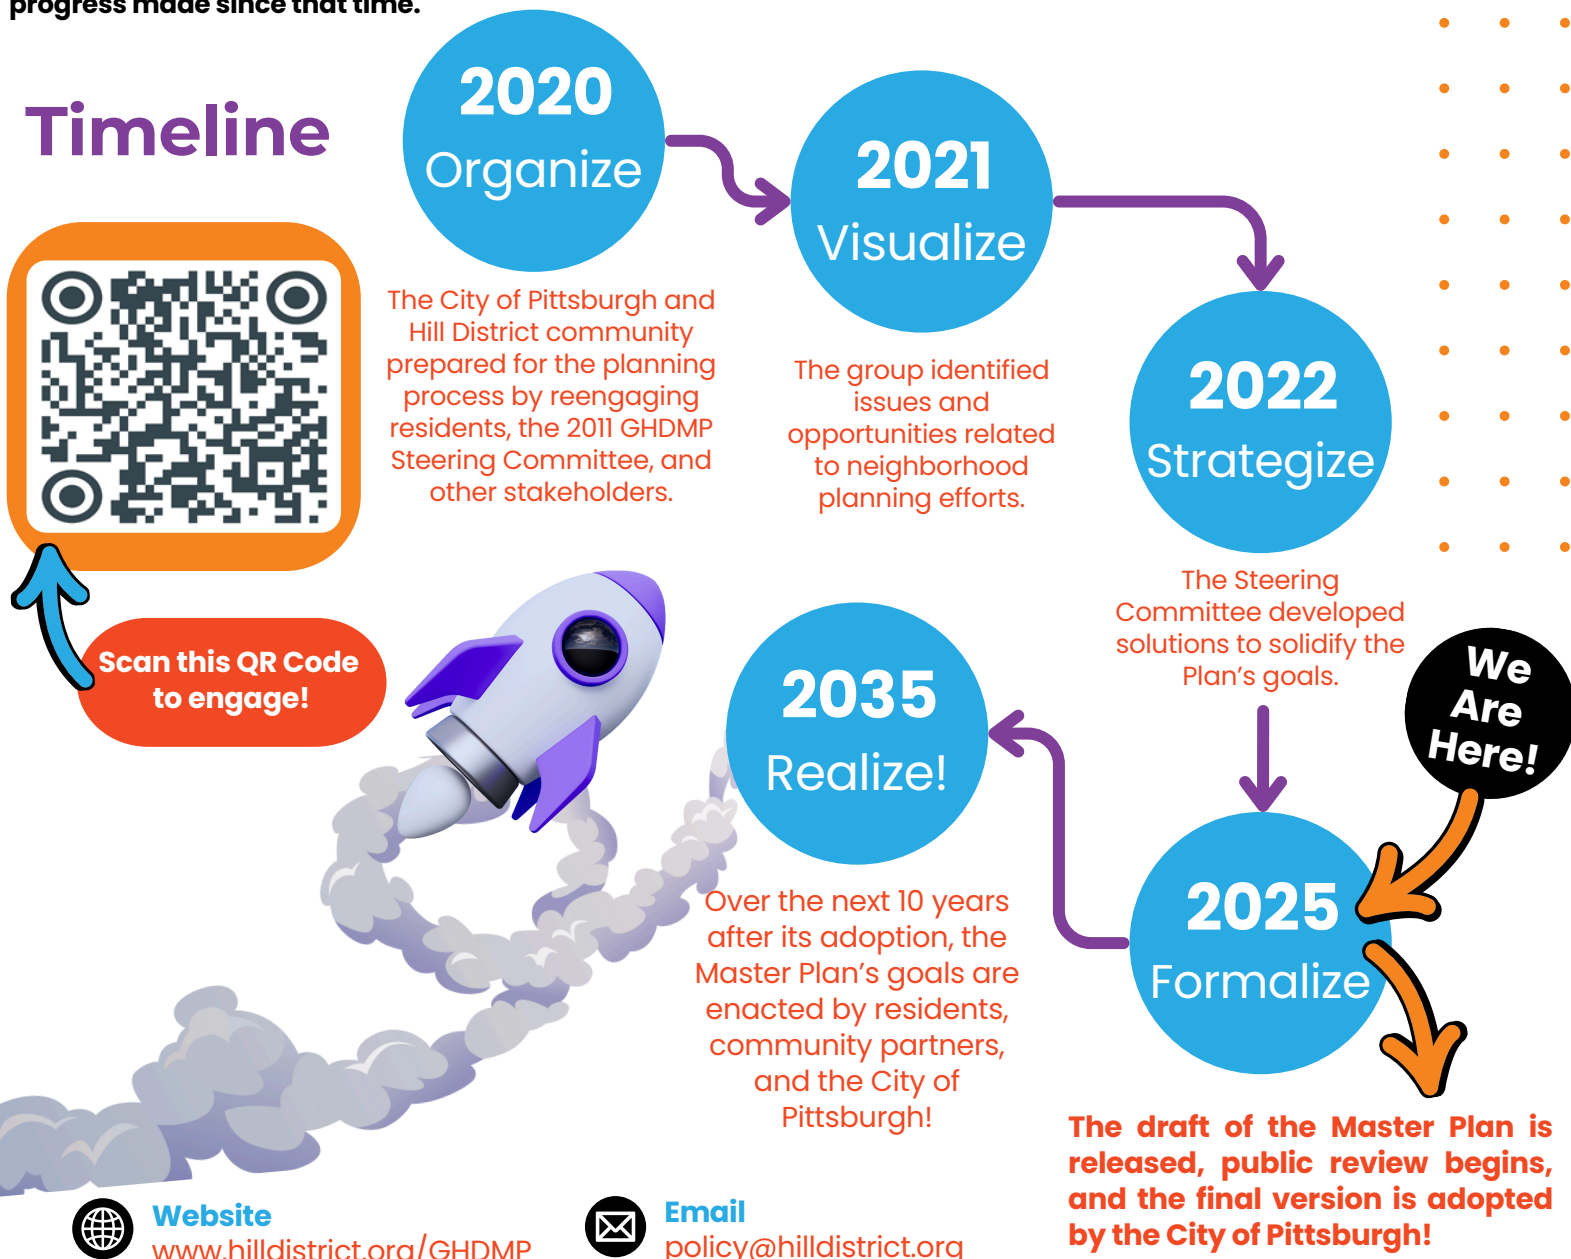 progress made since that time.
Timeline
2020
Organize
The City of Pittsburgh and
Hill District community
prepared for the planning
process by reengaging
residents, the 2011 GHDMP
Steering Committee, and
other stakeholders.
2021
Visualize
The group identified
issues and
opportunities related
to neighborhood
planning efforts.
2022
Strategize
The Steering
Committee developed
solutions to solidify the
Plan's goals.
Scan this QR Code
to engage!
We
Are
Here!
2025
Formalize
The draft of the Master Plan is
released, public review begins,
and the final version is adopted
by the City of Pittsburgh!
2035
Realize!
Over the next 10 years
after its adoption, the
Master Plan's goals are
enacted by residents,
community partners,
and the City of
Pittsburgh!
Website
www.hilldistrict.org/GHDMP
Email
policy@hilldistrict.org